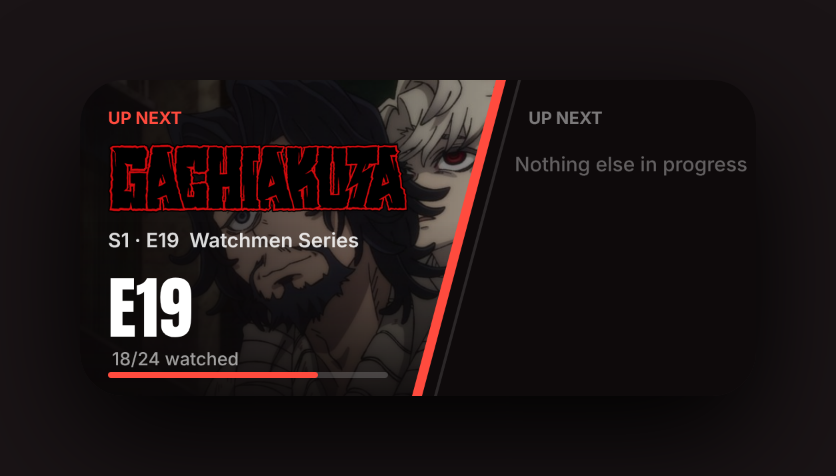 UP NEXT
GACHIAKUTA
S1 · E19 Watchmen Series
E19
18/24 watched
UP NEXT
Nothing else in progress